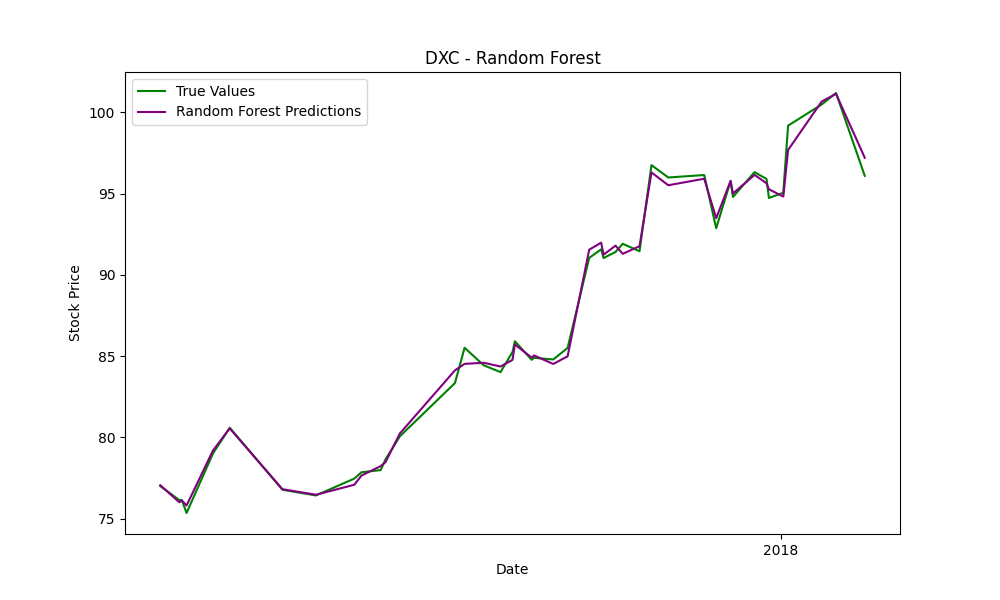 DXC - Random Forest
True Values
Random Forest Predictions
100
95
90
85
80
75
Stock Price
2018
Date